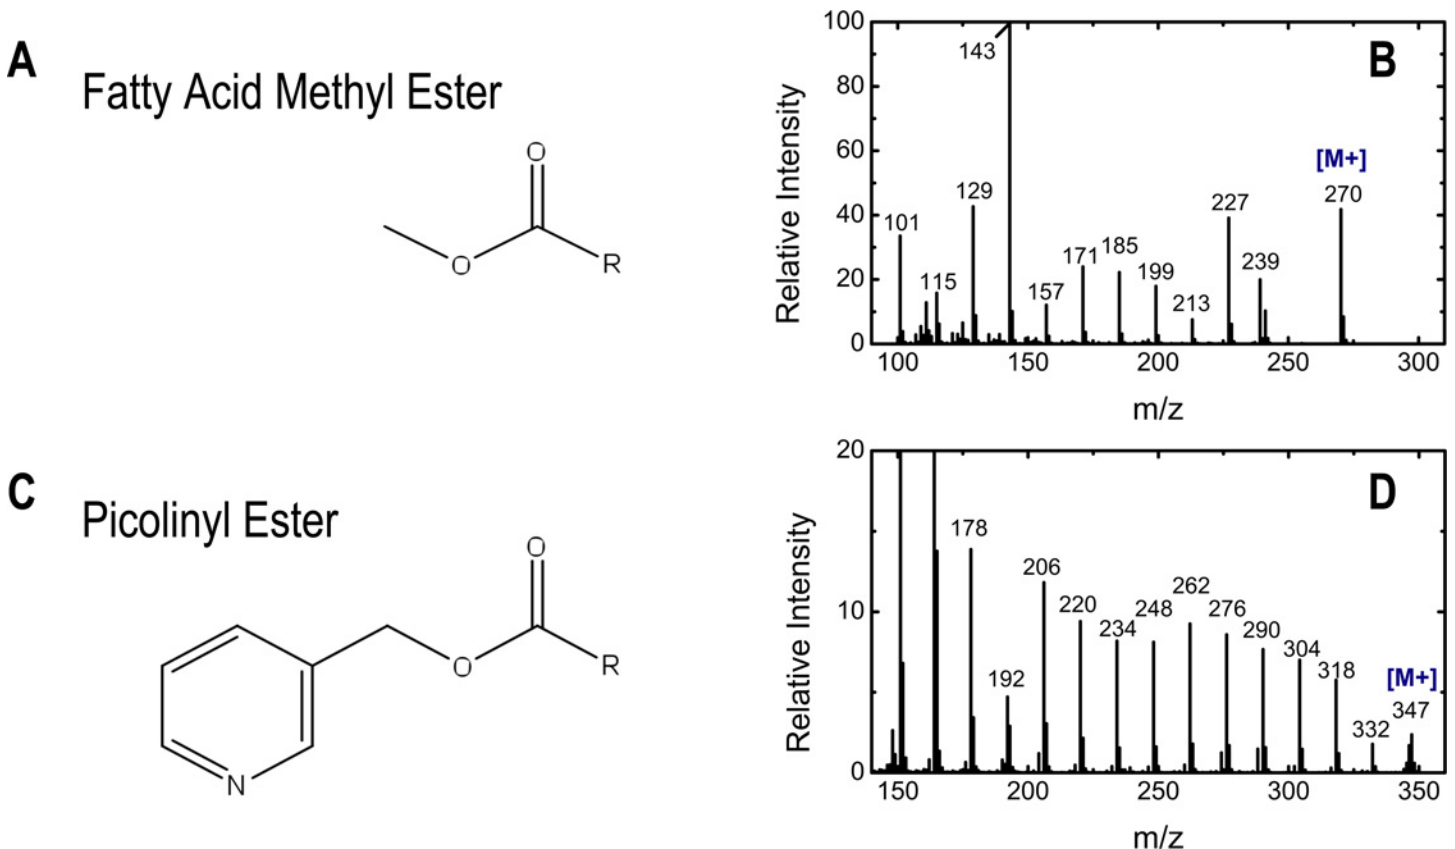 A
Fatty Acid Methyl Ester
O
O
R
B
Relative Intensity
100
80
60
40
20
0
143
129
101
115
157
171
185
199
213
227
239
[M+]
270
100
150
200
250
300
m/z
C
Picolinyl Ester
O
O
R
N
D
Relative Intensity
20
10
0
178
192
206
220
234
248
262
276
290
304
318
332
[M+]
347
150
200
250
300
350
m/z